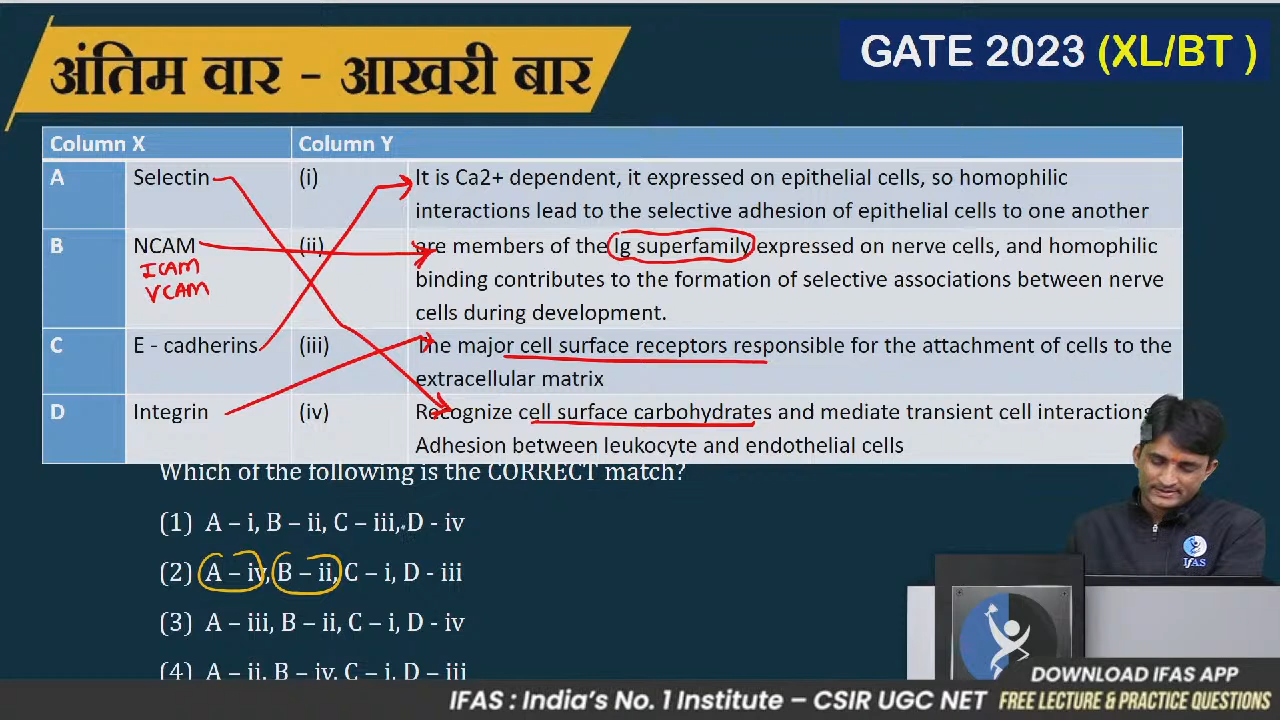 अंतिम वार - आखरी बार
GATE 2023 (XL/BT )
Column X Column Y
A Selectin (i) It is Ca2+ dependent, it expressed on epithelial cells, so homophilic
interactions lead to the selective adhesion of epithelial cells to one another
B NCAM (ii) are members of the Ig superfamily expressed on nerve cells, and homophilic
ICAM
binding contributes to the formation of selective associations between nerve
VCAM
cells during development.
C E - cadherins (iii) The major cell surface receptors responsible for the attachment of cells to the
extracellular matrix
D Integrin (iv) Recognize cell surface carbohydrates and mediate transient cell interactions
Adhesion between leukocyte and endothelial cells
Which of the following is the CORRECT match?
(1) A – i, B – ii, C – iii, D - iv
(2) A – iv, B – ii, C – i, D - iii
(3) A – iii, B – ii, C – i, D - iv
(4) A – ii, B – iv, C – i, D – iii
IFAS
DOWNLOAD IFAS APP
IFAS : India's No. 1 Institute – CSIR UGC NET FREE LECTURE & PRACTICE QUESTIONS